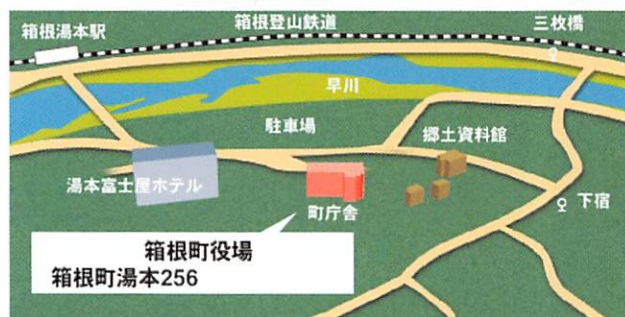 箱根湯本駅
箱根登山鉄道
三枚橋
早川
駐車場
郷土資料館
湯本富士屋ホテル
町庁舎
下宿
箱根町役場
箱根町湯本256